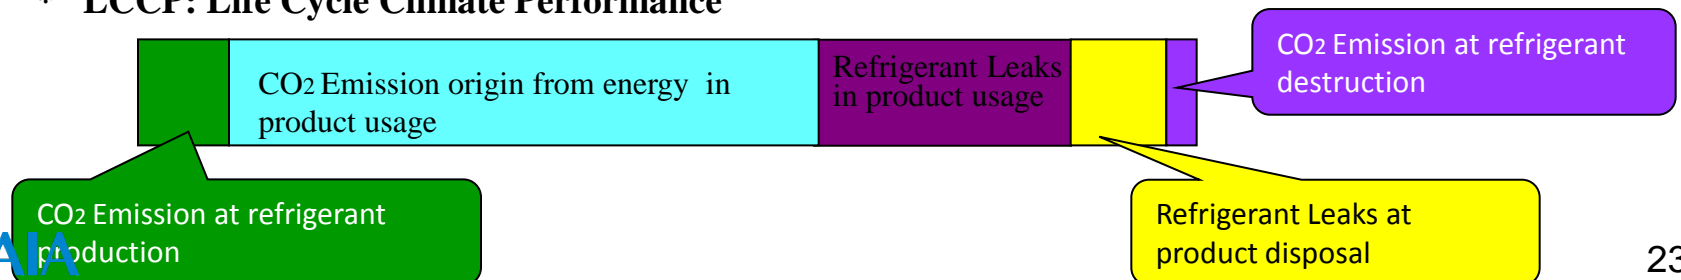 * LCCP: Life Cycle Climate Performance
CO2 Emission at refrigerant
destruction
CO2 Emission origin from energy in
product usage
Refrigerant Leaks
in product usage
CO2 Emission at refrigerant
production
Refrigerant Leaks at
product disposal
AIA
23